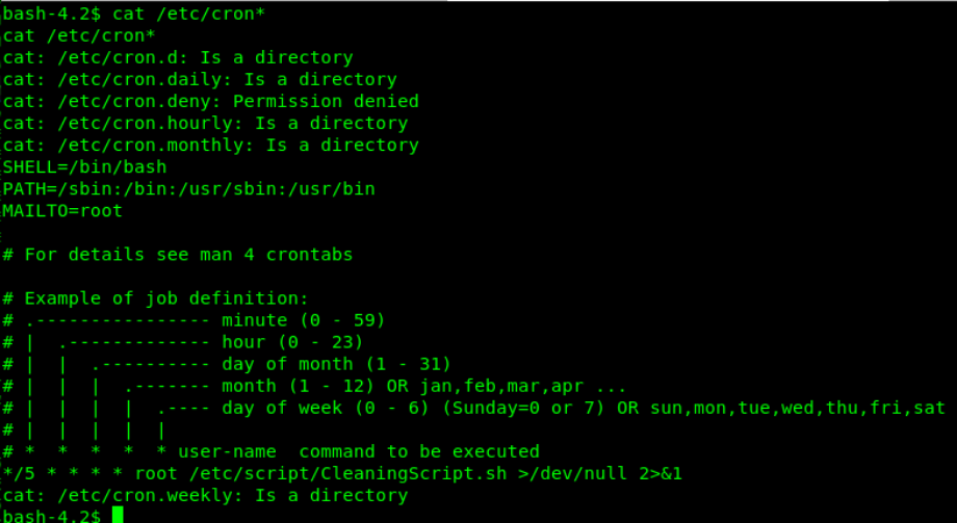 bash-4.2$ cat /etc/cron*
cat /etc/cron*
cat: /etc/cron.d: Is a directory
cat: /etc/cron.daily: Is a directory
cat: /etc/cron.deny: Permission denied
cat: /etc/cron.hourly: Is a directory
cat: /etc/cron.monthly: Is a directory
SHELL=/bin/bash
PATH=/sbin:/bin:/usr/sbin:/usr/bin
MAILTO=root

# For details see man 4 crontabs

# Example of job definition:
# .---------------- minute (0 - 59)
# |  .------------- hour (0 - 23)
# |  |  .---------- day of month (1 - 31)
# |  |  |  .------- month (1 - 12) OR jan,feb,mar,apr ...
# |  |  |  |  .---- day of week (0 - 6) (Sunday=0 or 7) OR sun,mon,tue,wed,thu,fri,sat
# |  |  |  |  |
# *  *  *  *  * user-name  command to be executed
*/5 * * * * root /etc/script/CleaningScript.sh >/dev/null 2>&1
cat: /etc/cron.weekly: Is a directory
bash-4.2$